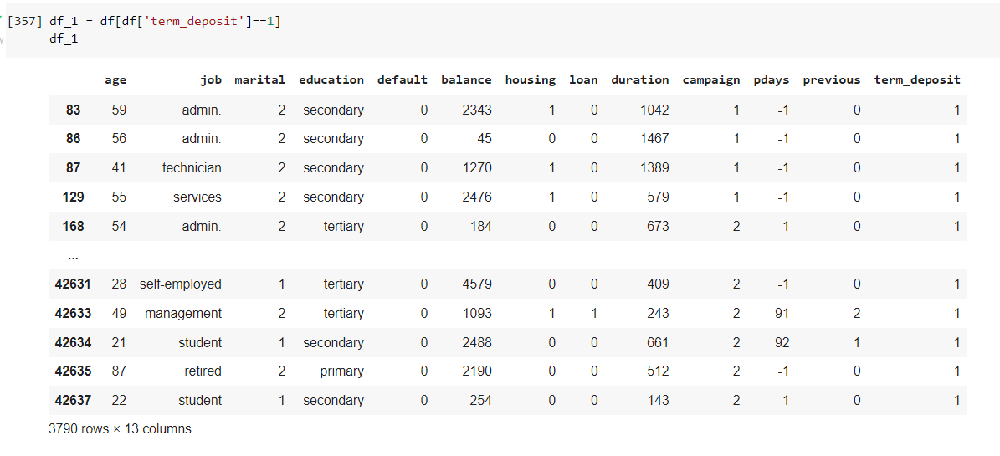 [357] df_1 = df[df['term_deposit']==1]
df_1
age job marital education default balance housing loan duration campaign pdays previous term_deposit
83 59 admin. 2 secondary 0 2343 1 0 1042 1 -1 0 1
86 56 admin. 2 secondary 0 45 0 0 1467 1 -1 0 1
87 41 technician 2 secondary 0 1270 1 0 1389 1 -1 0 1
129 55 services 2 secondary 0 2476 1 0 579 1 -1 0 1
168 54 admin. 2 tertiary 0 184 0 0 673 2 -1 0 1
... ... ... ... ... ... ... ... ... ... ... ... ... ...
42631 28 self-employed 1 tertiary 0 4579 0 0 409 2 -1 0 1
42633 49 management 2 tertiary 0 1093 1 1 243 2 91 2 1
42634 21 student 1 secondary 0 2488 0 0 661 2 92 1 1
42635 87 retired 2 primary 0 2190 0 0 512 2 -1 0 1
42637 22 student 1 secondary 0 254 0 0 143 2 -1 0 1
3790 rows × 13 columns